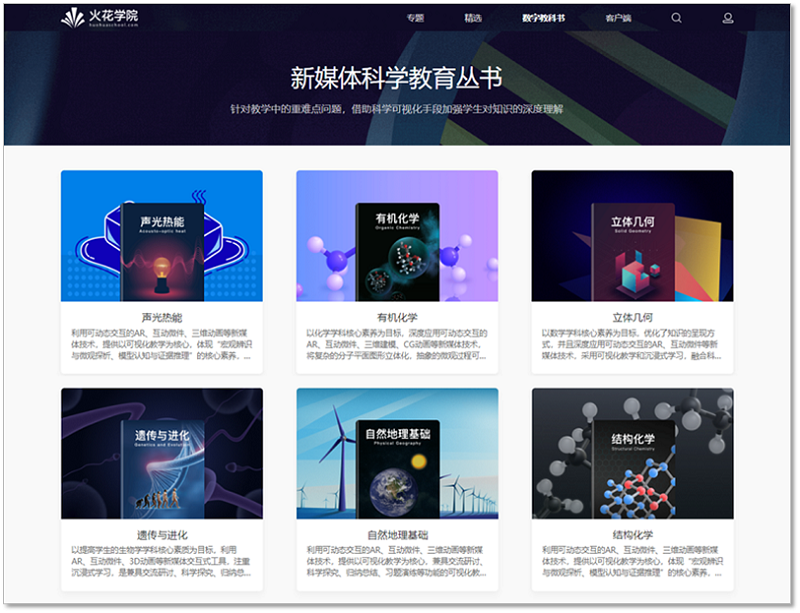 火花学院
huohuaschool.com
专题
精选
数字教科书
客户端
新媒体科学教育丛书
针对教学中的重难点问题，借助科学可视化手段加强学生对知识的深度理解
声光热能
Acousto-optic heat
有机化学
Organic Chemistry
立体几何
Solid Geometry
声光热能
利用可动态交互的AR、互动微件、三维动画等新媒
体技术，提供以可视化教学为核心，体现“宏观辨识
与微观探析、模型认知与证据推理”的核心素养，...
有机化学
以化学学科核心素养为目标，深度应用可动态交互的
AR、互动微件、三维建模、CG动画等新媒体技术，
将复杂的分子平面图形立体化、抽象的微观过程可...
立体几何
以数学学科核心素养为目标，优化了知识的呈现方
式，并且深度应用可动态交互的AR、互动微件等新
媒体技术，采用可视化教学和沉浸式学习，融合科...
遗传与进化
Genetics and Evolution
自然地理基础
Physical Geography
结构化学
Structural Chemistry
遗传与进化
以提高学生的生物学学科核心素质为目标，利用
AR、互动微件、3D动画等新媒体交互式工具，注重
沉浸式学习，是兼具交流研讨、科学探究、归纳总...
自然地理基础
利用可动态交互的AR、互动微件、三维动画等新媒
体技术，提供以可视化教学为核心，兼具交流研讨、
科学探究、归纳总结、习题演练等功能的可视化教...
结构化学
利用可动态交互的AR、互动微件、三维动画等新媒
体技术，提供以可视化教学为核心，体现“宏观辨识与
微观探析、模型认知与证据推理”的核心素养，...